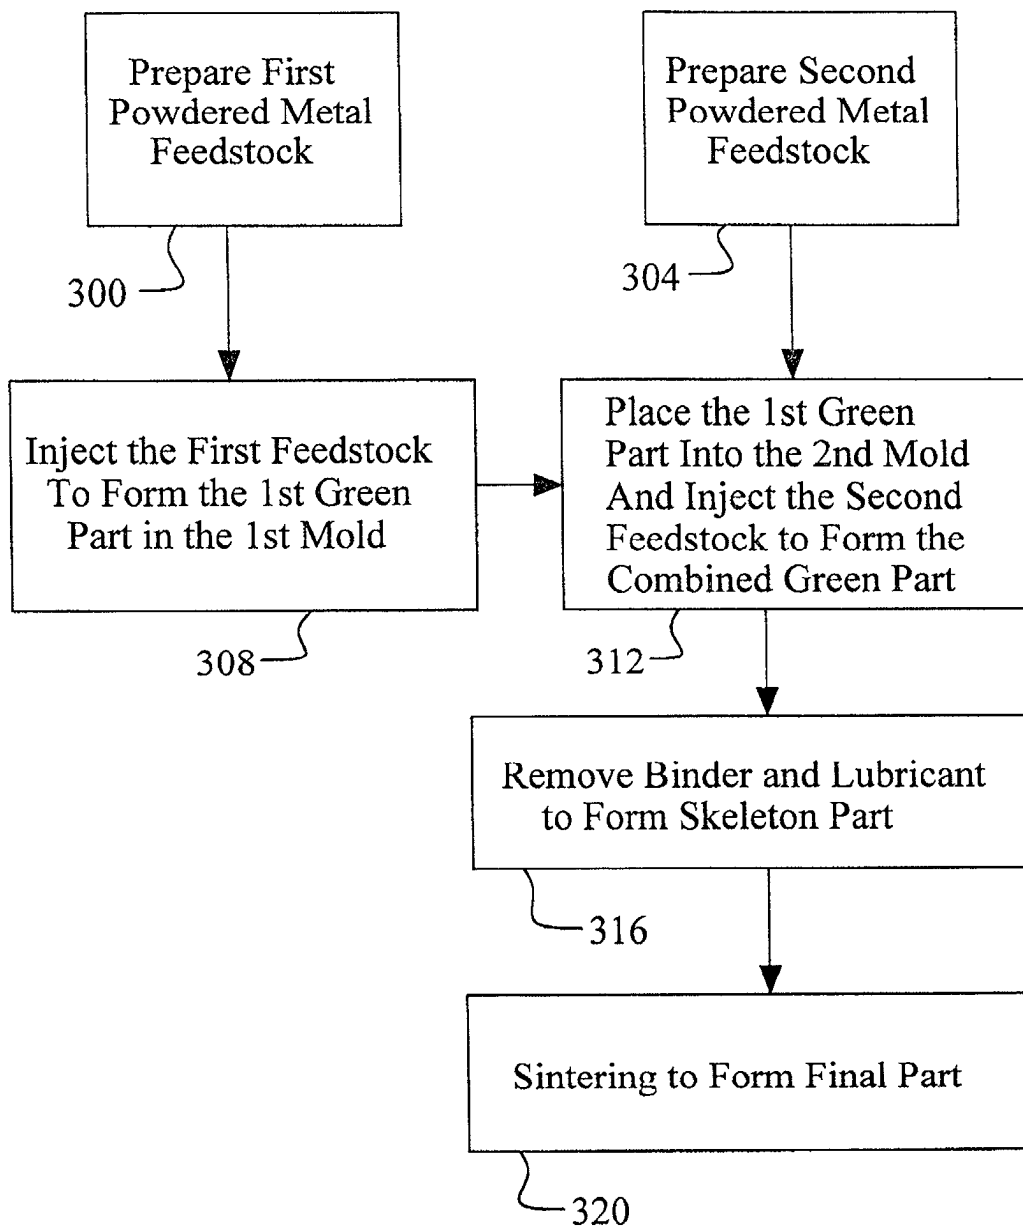 Prepare First
Powdered Metal
Feedstock
300
Prepare Second
Powdered Metal
Feedstock
304
Inject the First Feedstock
To Form the 1st Green
Part in the 1st Mold
308
Place the 1st Green
Part Into the 2nd Mold
And Inject the Second
Feedstock to Form the
Combined Green Part
312
Remove Binder and Lubricant
to Form Skeleton Part
316
Sintering to Form Final Part
320